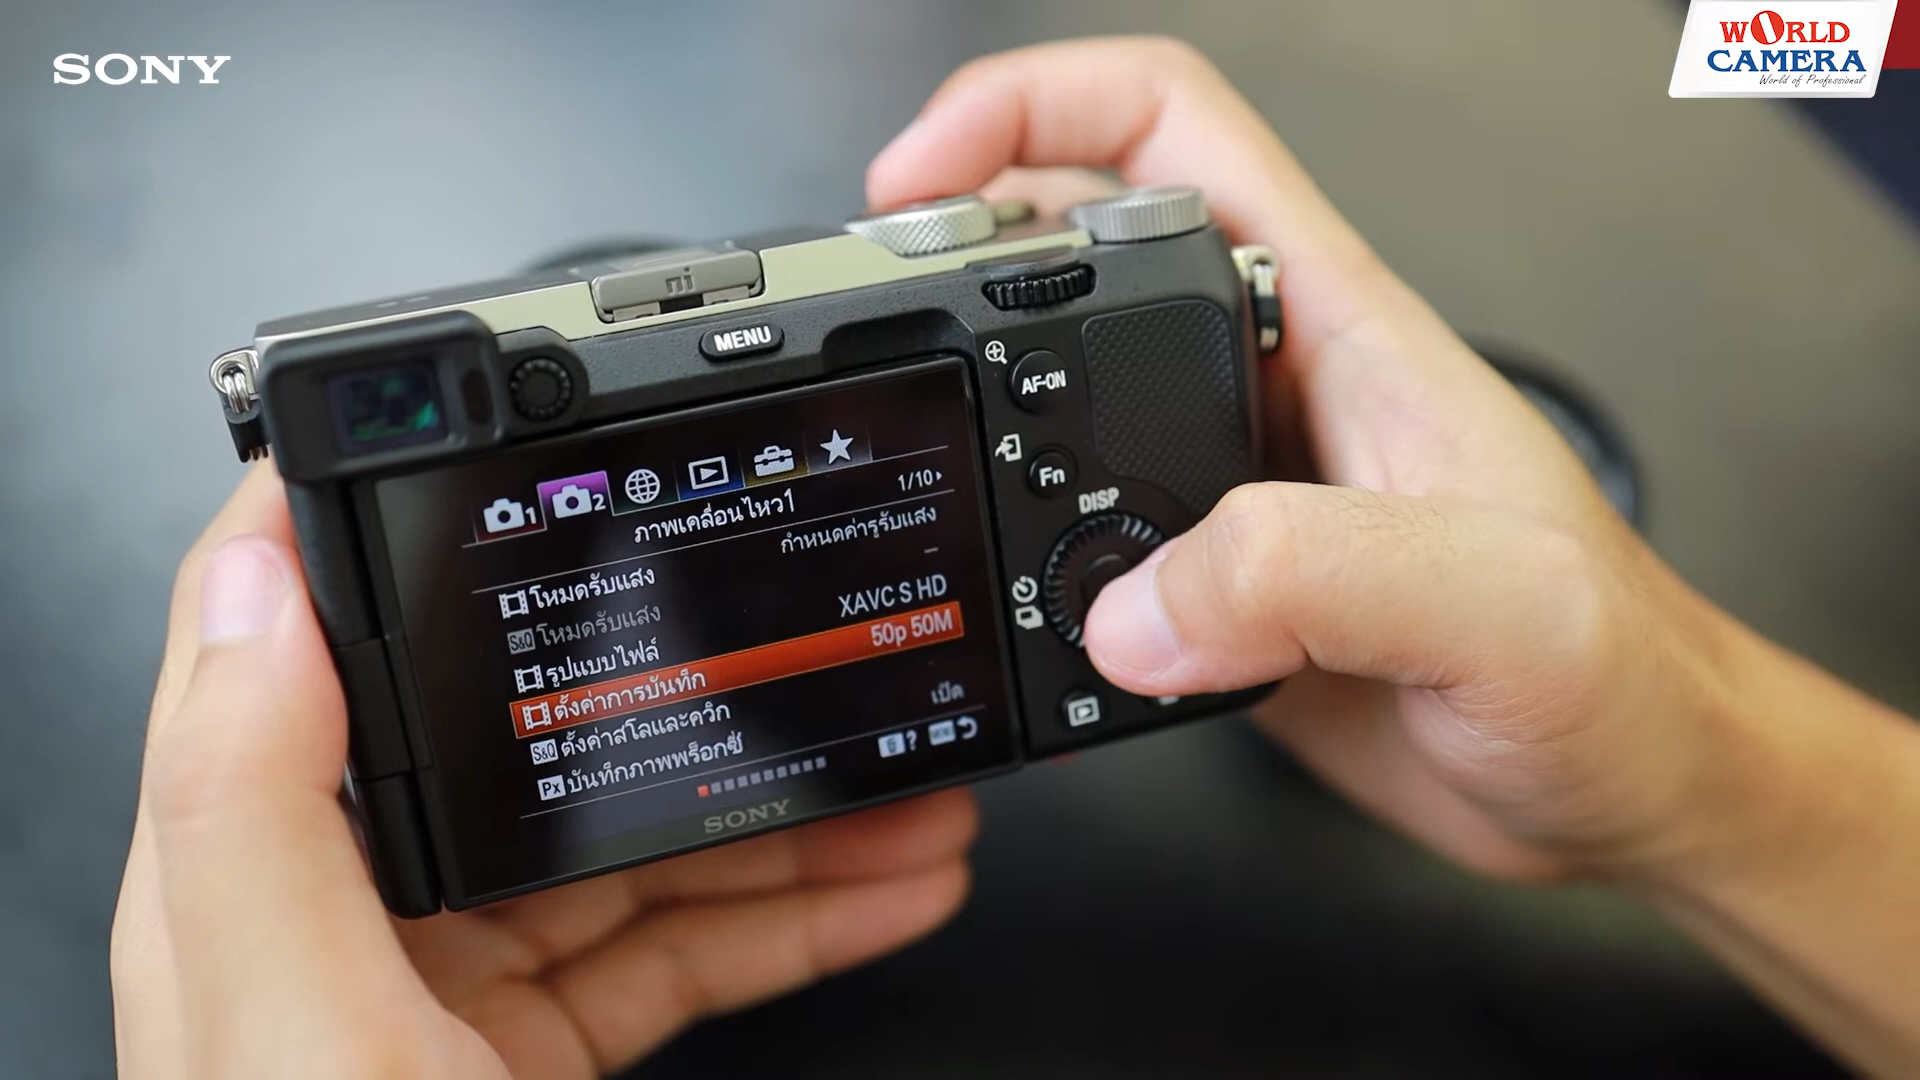 SONY
WORLD
CAMERA
World of Professional
MENU
AF-ON
Fn
DISP
1
2
ภาพเคลื่อนไหว1
1/10
โหมดรับแสง
กำหนดค่ารูรับแสง
S&Q โหมดรับแสง
–
รูปแบบไฟล์
XAVC S HD
ตั้งค่าการบันทึก
50p 50M
S&Q ตั้งค่าสโลและควิก
Px บันทึกภาพพร็อกซี่
เปิด
?
MENU
SONY